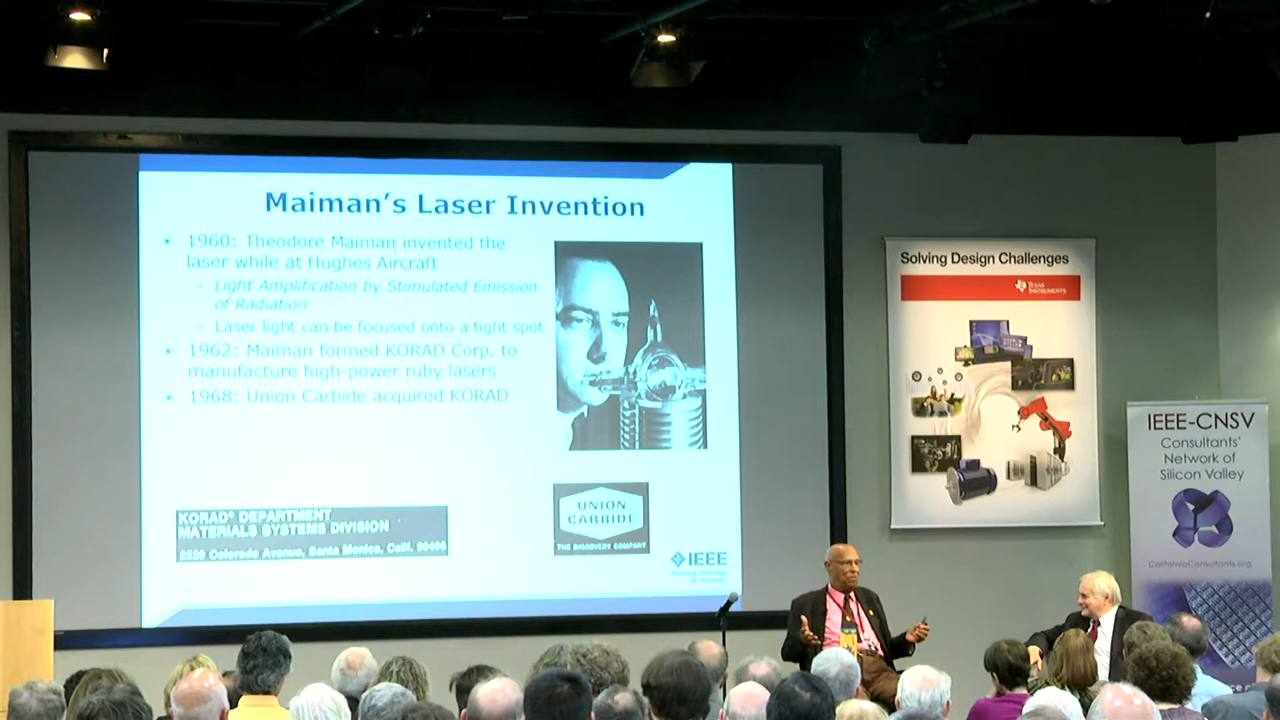 Maiman's Laser Invention
1960: Theodore Maiman invented the
laser while at Hughes Aircraft
– Light Amplification by Stimulated Emission
of Radiation
– Laser light can be focused onto a tight spot
1962: Maiman formed KORAD Corp. to
manufacture high-power ruby lasers
1968: Union Carbide acquired KORAD
KORAD® DEPARTMENT
MATERIALS SYSTEMS DIVISION
2520 Colorado Avenue, Santa Monica, Calif. 90406
UNION
CARBIDE
THE DISCOVERY COMPANY
IEEE
Solving Design Challenges
TEXAS
INSTRUMENTS
IEEE-CNSV
Consultants'
Network of
Silicon Valley
CaliforniaConsultants.org